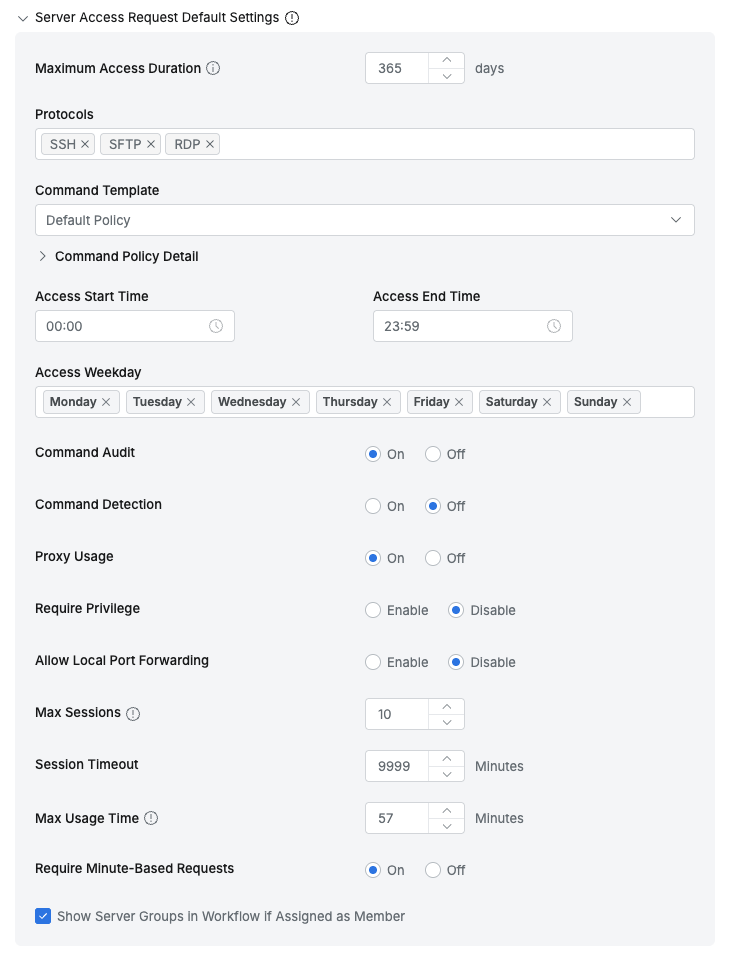 Server Access Request Default Settings
Maximum Access Duration 365 days
Protocols
SSH SFTP RDP
Command Template
Default Policy
Command Policy Detail
Access Start Time Access End Time
00:00 23:59
Access Weekday
Monday Tuesday Wednesday Thursday Friday Saturday Sunday
Command Audit On Off
Command Detection On Off
Proxy Usage On Off
Require Privilege Enable Disable
Allow Local Port Forwarding Enable Disable
Max Sessions 10
Session Timeout 9999 Minutes
Max Usage Time 57 Minutes
Require Minute-Based Requests On Off
Show Server Groups in Workflow if Assigned as Member